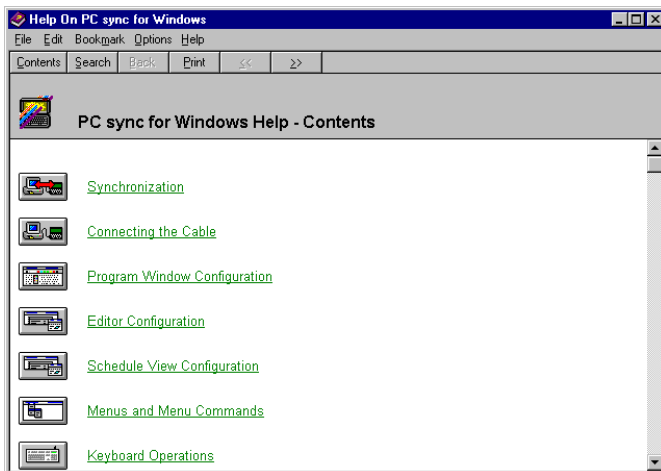 Help On PC sync for Windows
File Edit Bookmark Options Help
Contents Search Back Print << >>
PC sync for Windows Help - Contents
Synchronization
Connecting the Cable
Program Window Configuration
Editor Configuration
Schedule View Configuration
Menus and Menu Commands
Keyboard Operations